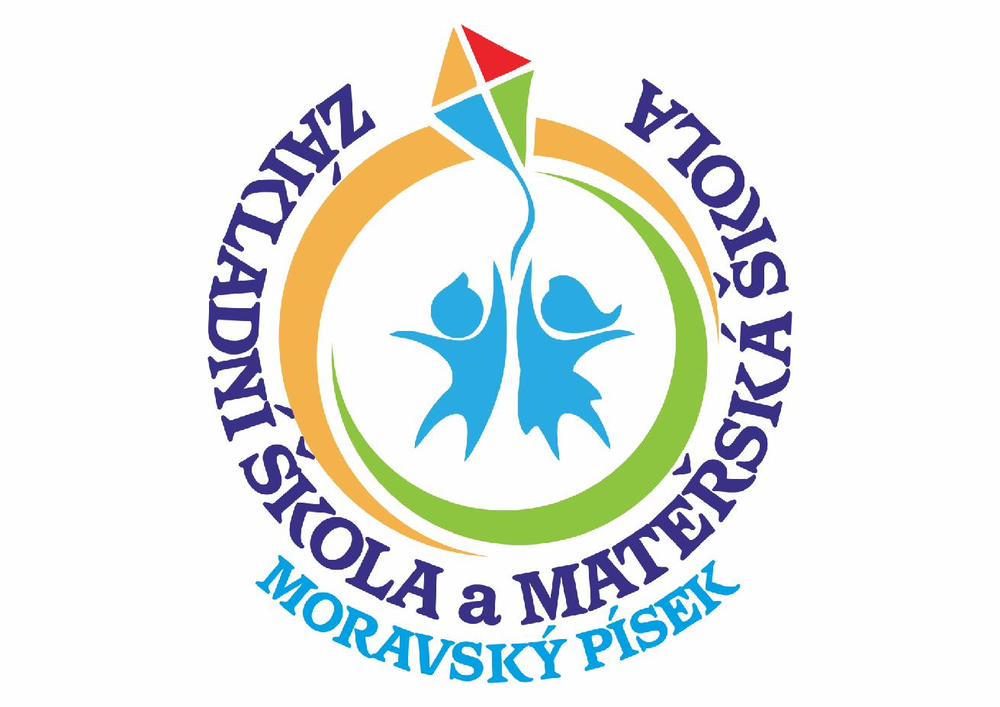 ZÁKLADNÍ ŠKOLA a MATEŘSKÁ ŠKOLA
MORAVSKÝ PÍSEK